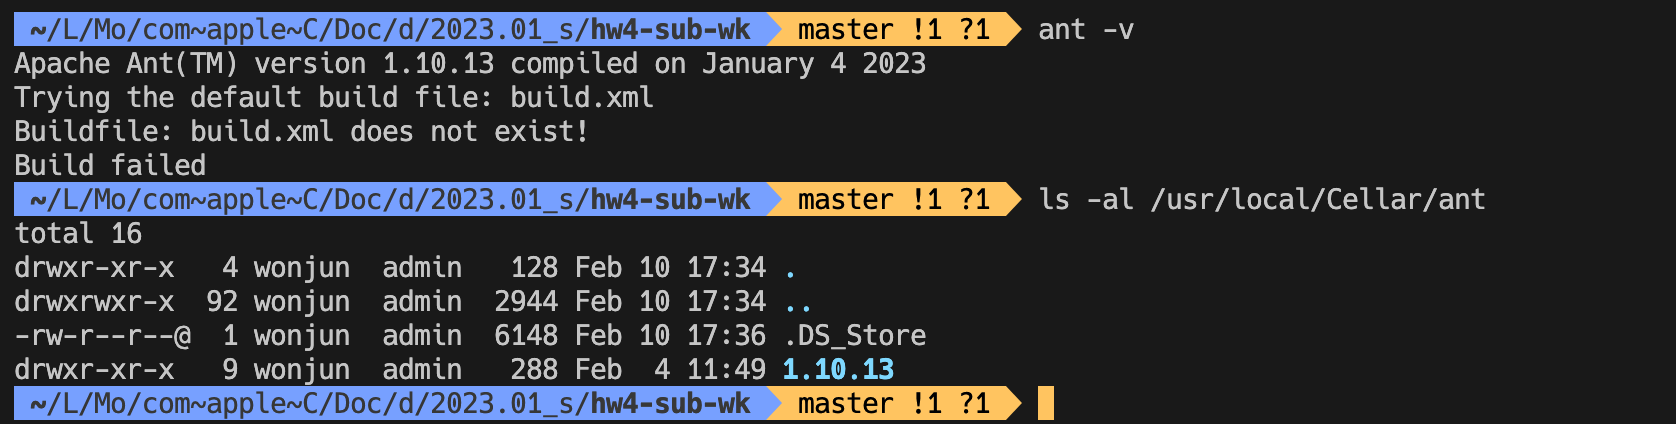 ~/L/Mo/com~apple~C/Doc/d/2023.01_s/hw4-sub-wk master !1 ?1 ant -v
Apache Ant(TM) version 1.10.13 compiled on January 4 2023
Trying the default build file: build.xml
Buildfile: build.xml does not exist!
Build failed
~/L/Mo/com~apple~C/Doc/d/2023.01_s/hw4-sub-wk master !1 ?1 ls -al /usr/local/Cellar/ant
total 16
drwxr-xr-x   4 wonjun  admin   128 Feb 10 17:34 .
drwxrwxr-x  92 wonjun  admin  2944 Feb 10 17:34 ..
-rw-r--r--@  1 wonjun  admin  6148 Feb 10 17:36 .DS_Store
drwxr-xr-x   9 wonjun  admin   288 Feb  4 11:49 1.10.13
~/L/Mo/com~apple~C/Doc/d/2023.01_s/hw4-sub-wk master !1 ?1